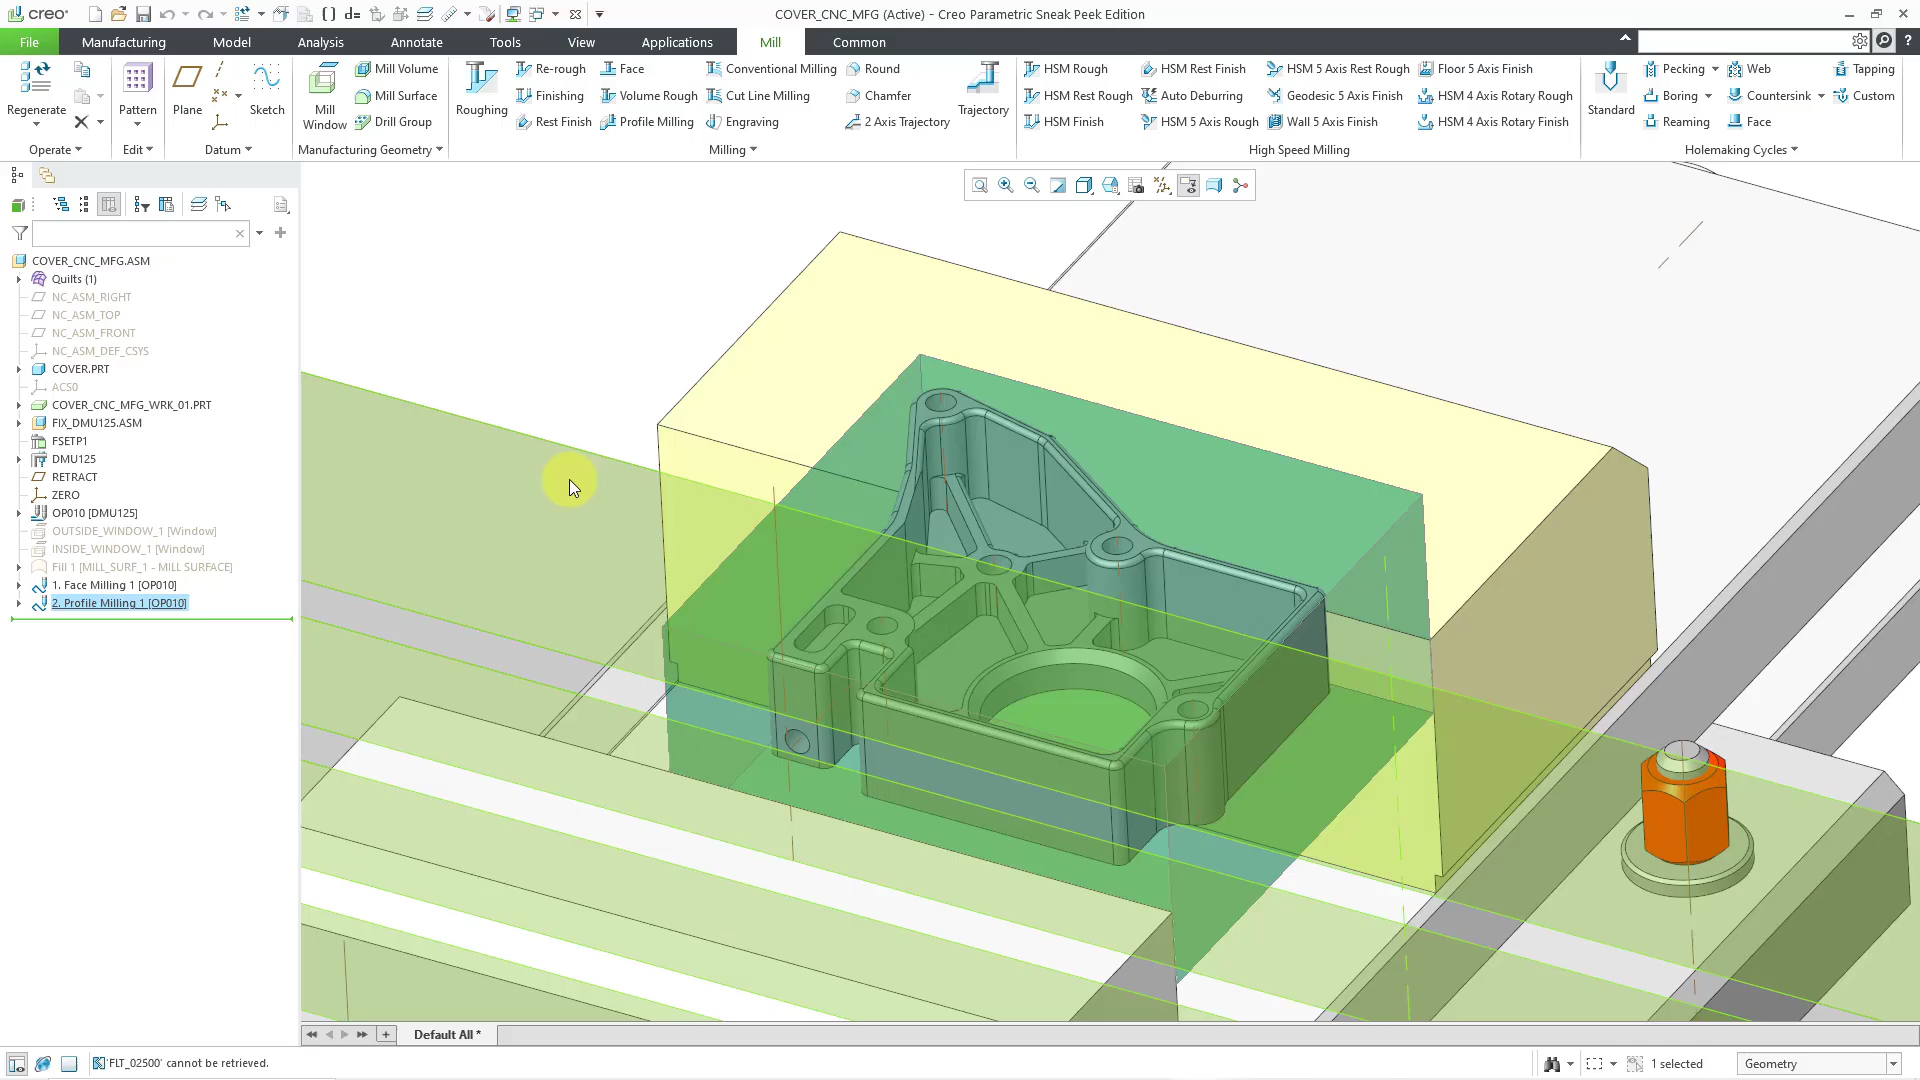 creo COVER_CNC_MFG (Active) - Creo Parametric Sneak Peek Edition
File Manufacturing Model Analysis Annotate Tools View Applications Mill Common
Regenerate Pattern Plane Sketch Mill Window Mill Volume Mill Surface Drill Group
Operate Edit Datum Manufacturing Geometry
Roughing Re-rough Finishing Rest Finish Face Volume Rough Profile Milling Conventional Milling Cut Line Milling Engraving Round Chamfer 2 Axis Trajectory Trajectory
Milling
HSM Rough HSM Rest Rough HSM Finish HSM Rest Finish Auto Deburring HSM 5 Axis Rough HSM 5 Axis Rest Rough Geodesic 5 Axis Finish Wall 5 Axis Finish Floor 5 Axis Finish HSM 4 Axis Rotary Rough HSM 4 Axis Rotary Finish
High Speed Milling
Standard Pecking Boring Reaming Web Countersink Face Tapping Custom
Holemaking Cycles
COVER_CNC_MFG.ASM
Quilts (1)
NC_ASM_RIGHT
NC_ASM_TOP
NC_ASM_FRONT
NC_ASM_DEF_CSYS
COVER.PRT
ACS0
COVER_CNC_MFG_WRK_01.PRT
FIX_DMU125.ASM
FSETP1
DMU125
RETRACT
ZERO
OP010 [DMU125]
OUTSIDE_WINDOW_1 [Window]
INSIDE_WINDOW_1 [Window]
Fill 1 [MILL_SURF_1 - MILL SURFACE]
1. Face Milling 1 [OP010]
2. Profile Milling 1 [OP010]
Default All *
'FLT_02500' cannot be retrieved.
1 selected
Geometry